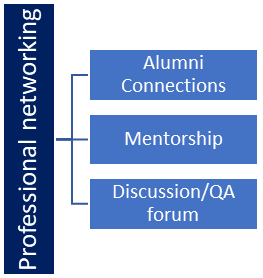 Professional networking
Alumni
Connections
Mentorship
Discussion/QA
forum